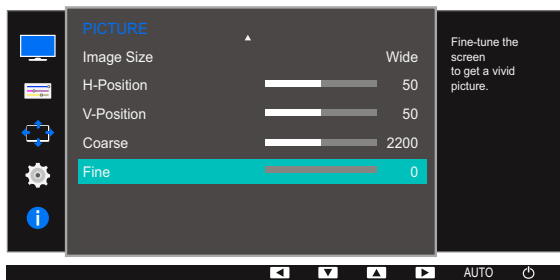 PICTURE
Image Size Wide
H-Position 50
V-Position 50
Coarse 2200
Fine 0
Fine-tune the
screen
to get a vivid
picture.
AUTO